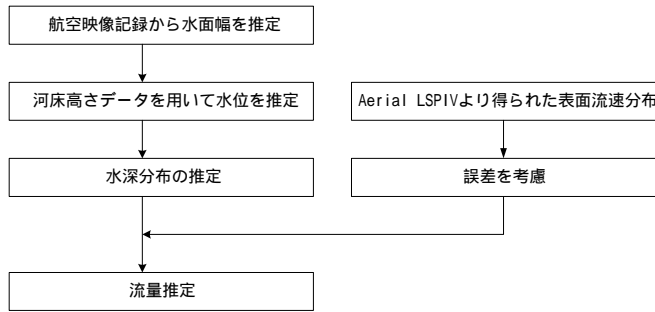 航空映像記録から水面幅を推定
河床高さデータを用いて水位を推定
水深分布の推定
Aerial LSPIVより得られた表面流速分布
誤差を考慮
流量推定